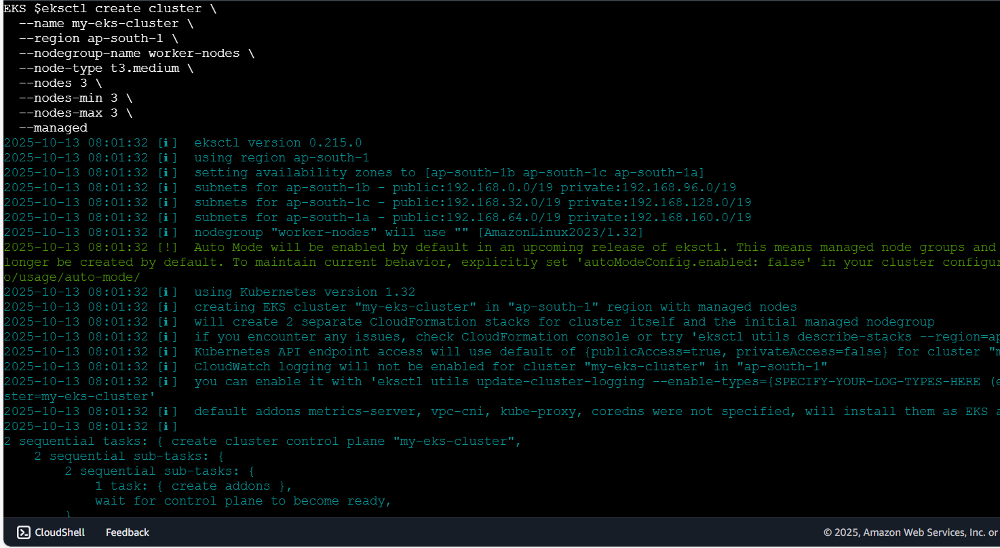 EKS $eksctl create cluster \
--name my-eks-cluster \
--region ap-south-1 \
--nodegroup-name worker-nodes \
--node-type t3.medium \
--nodes 3 \
--nodes-min 3 \
--nodes-max 3 \
--managed
2025-10-13 08:01:32 [ℹ]  eksctl version 0.215.0
2025-10-13 08:01:32 [ℹ]  using region ap-south-1
2025-10-13 08:01:32 [ℹ]  setting availability zones to [ap-south-1b ap-south-1c ap-south-1a]
2025-10-13 08:01:32 [ℹ]  subnets for ap-south-1b - public:192.168.0.0/19 private:192.168.96.0/19
2025-10-13 08:01:32 [ℹ]  subnets for ap-south-1c - public:192.168.32.0/19 private:192.168.128.0/19
2025-10-13 08:01:32 [ℹ]  subnets for ap-south-1a - public:192.168.64.0/19 private:192.168.160.0/19
2025-10-13 08:01:32 [ℹ]  nodegroup "worker-nodes" will use "" [AmazonLinux2023/1.32]
2025-10-13 08:01:32 [!]  Auto Mode will be enabled by default in an upcoming release of eksctl. This means managed node groups and
longer be created by default. To maintain current behavior, explicitly set 'autoModeConfig.enabled: false' in your cluster configur
o/usage/auto-mode/
2025-10-13 08:01:32 [ℹ]  using Kubernetes version 1.32
2025-10-13 08:01:32 [ℹ]  creating EKS cluster "my-eks-cluster" in "ap-south-1" region with managed nodes
2025-10-13 08:01:32 [ℹ]  will create 2 separate CloudFormation stacks for cluster itself and the initial managed nodegroup
2025-10-13 08:01:32 [ℹ]  if you encounter any issues, check CloudFormation console or try 'eksctl utils describe-stacks --region=ap
2025-10-13 08:01:32 [ℹ]  Kubernetes API endpoint access will use default of {publicAccess=true, privateAccess=false} for cluster "m
2025-10-13 08:01:32 [ℹ]  CloudWatch logging will not be enabled for cluster "my-eks-cluster" in "ap-south-1"
2025-10-13 08:01:32 [ℹ]  you can enable it with 'eksctl utils update-cluster-logging --enable-types={SPECIFY-YOUR-LOG-TYPES-HERE (e
ster=my-eks-cluster'
2025-10-13 08:01:32 [ℹ]  default addons metrics-server, vpc-cni, kube-proxy, coredns were not specified, will install them as EKS a
2025-10-13 08:01:32 [ℹ]
2 sequential tasks: { create cluster control plane "my-eks-cluster",
2 sequential sub-tasks: {
2 sequential sub-tasks: {
1 task: { create addons },
wait for control plane to become ready,
}
CloudShell Feedback © 2025, Amazon Web Services, Inc. or